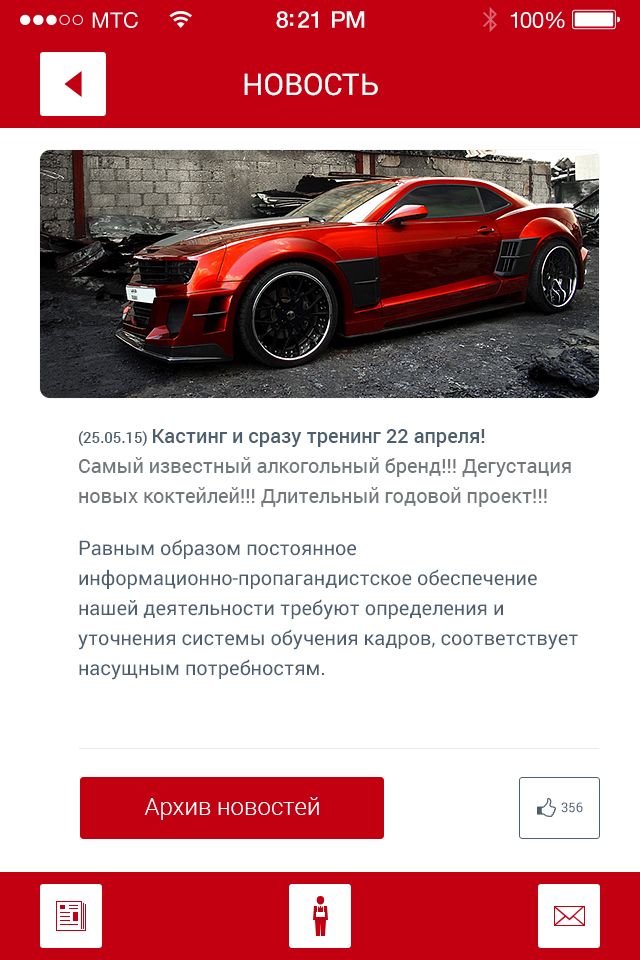 МТС 8:21 PM 100%
НОВОСТЬ
(25.05.15) Кастинг и сразу тренинг 22 апреля!
Самый известный алкогольный бренд!!! Дегустация
новых коктейлей!!! Длительный годовой проект!!!
Равным образом постоянное
информационно-пропагандистское обеспечение
нашей деятельности требуют определения и
уточнения системы обучения кадров, соответствует
насущным потребностям.
Архив новостей
356